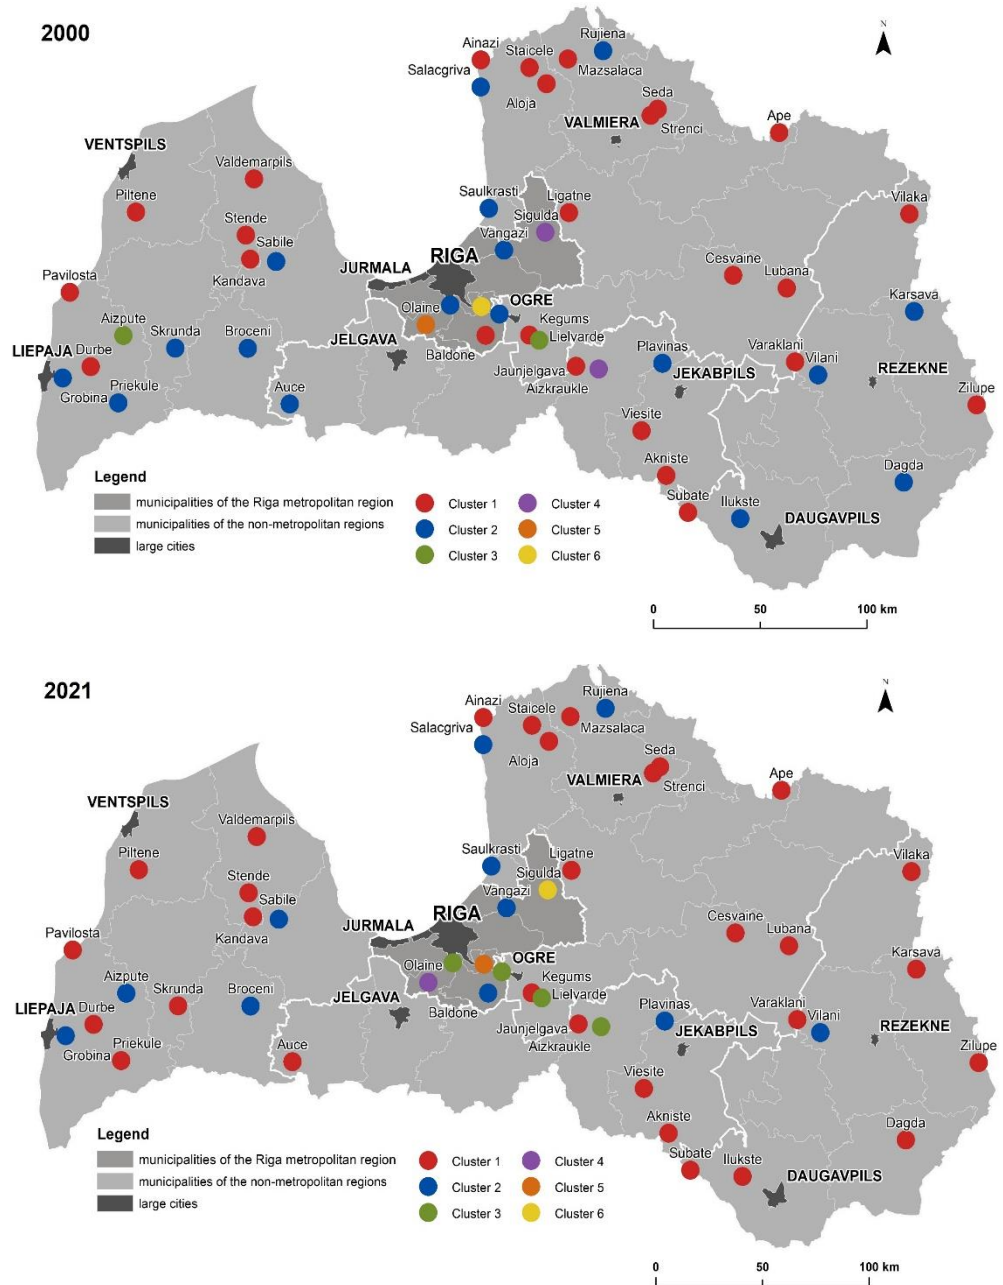 2000
N
Ainazi
Staicele
Rujiena
Salacgriva
Mazsalaca
Aloja
Seda
VALMIERA
Strenci
Ape
VENTSPILS
Valdemarpils
Piltene
Saulkrasti
Ligatne
Vilaka
Stende
Sigulda
Sabile
Vangazi
RIGA
JURMALA
Cesvaine
Lubana
Pavilosta
Kandava
Karsava
Olaine
OGRE
Aizpute
Skrunda
Broceni
Kegums
LIEPAJA
Durbe
JELGAVA
Lielvarde
Baldone
Plavinas
Varaklani
Vilani
Jaunjelgava
JEKABPILS
REZEKNE
Priekule
Auce
Aizkraukle
Grobina
Zilupe
Viesite
Akniste
Dagda
Subate
Ilukste
DAUGAVPILS
Legend
municipalities of the Riga metropolitan region
municipalities of the non-metropolitan regions
large cities
Cluster 1
Cluster 4
Cluster 2
Cluster 5
Cluster 3
Cluster 6
0 50 100 km
2021
N
Ainazi
Staicele
Rujiena
Salacgriva
Mazsalaca
Aloja
Seda
VALMIERA
Strenci
Ape
VENTSPILS
Valdemarpils
Piltene
Saulkrasti
Ligatne
Vilaka
Stende
Sigulda
Sabile
Vangazi
RIGA
JURMALA
Cesvaine
Lubana
Pavilosta
Kandava
Karsava
Olaine
OGRE
Aizpute
Skrunda
Broceni
Kegums
LIEPAJA
Durbe
JELGAVA
Lielvarde
Baldone
Plavinas
Varaklani
Vilani
Jaunjelgava
JEKABPILS
REZEKNE
Priekule
Auce
Aizkraukle
Grobina
Zilupe
Viesite
Akniste
Dagda
Subate
Ilukste
DAUGAVPILS
Legend
municipalities of the Riga metropolitan region
municipalities of the non-metropolitan regions
large cities
Cluster 1
Cluster 4
Cluster 2
Cluster 5
Cluster 3
Cluster 6
0 50 100 km